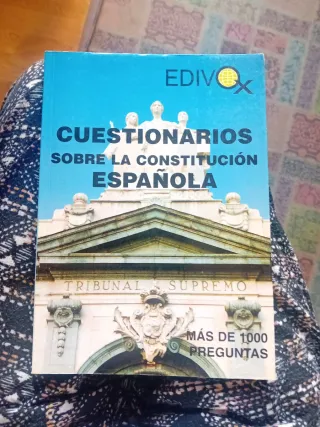 EDIVOX
CUESTIONARIOS
SOBRE LA CONSTITUCIÓN
ESPAÑOLA
TRIBUNAL SUPREMO
MÁS DE 1000
PREGUNTAS